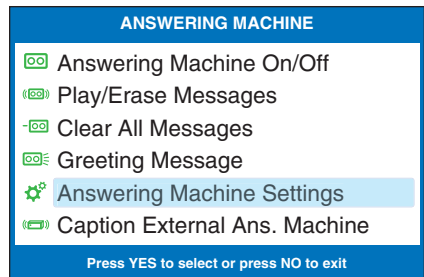 ANSWERING MACHINE
Answering Machine On/Off
Play/Erase Messages
Clear All Messages
Greeting Message
Answering Machine Settings
Caption External Ans. Machine
Press YES to select or press NO to exit